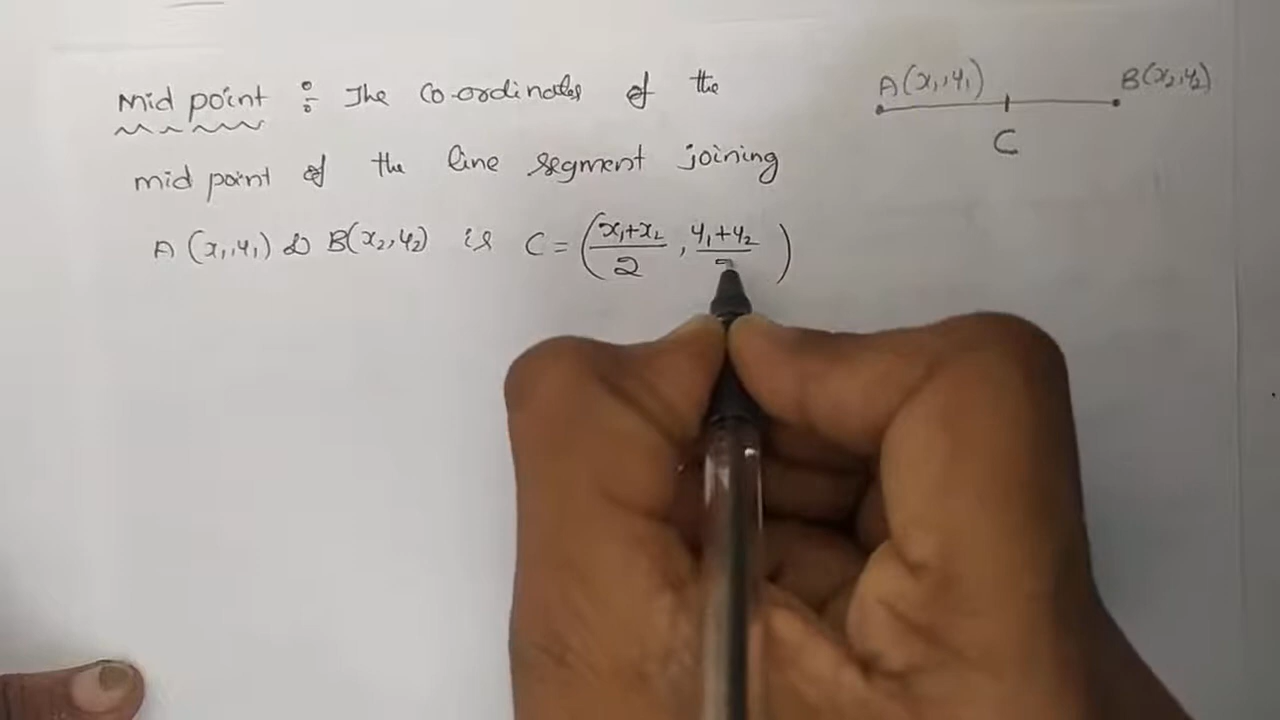 Mid point : The Co-ordinates of the
mid point of the line segment joining
A (x₁,y₁) & B(x₂,y₂) is C = (x₁+x₂/2, y₁+y₂/2)
A(x₁,y₁) B(x₂,y₂)
C